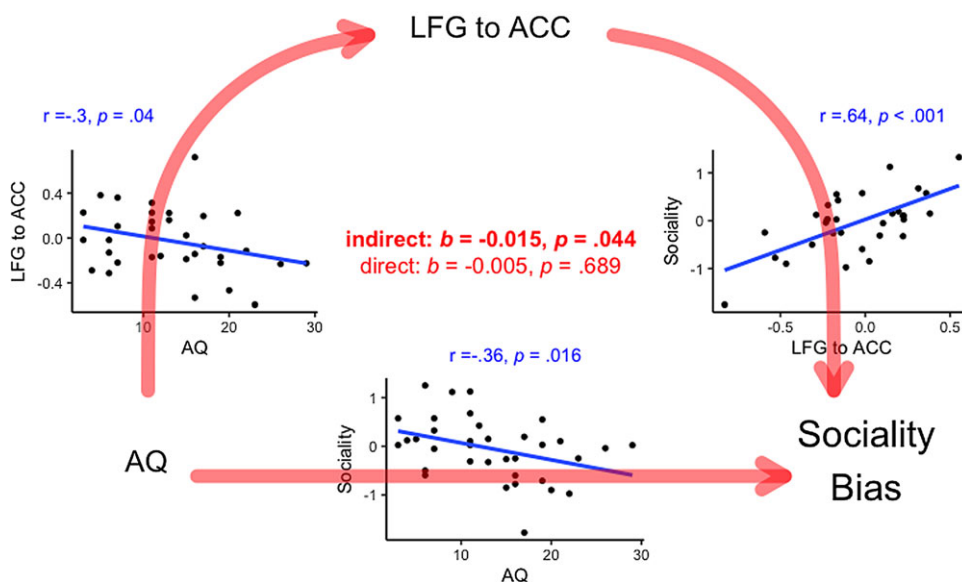 LFG to ACC
r =-.3, p = .04
LFG to ACC
0.4
0.0
-0.4
10
20
30
AQ
r =.64, p < .001
Sociality
1
0
-1
-0.5
0.0
0.5
LFG to ACC
indirect: b = -0.015, p = .044
direct: b = -0.005, p = .689
r =-.36, p = .016
Sociality
1
0
-1
10
20
30
AQ
AQ
Sociality
Bias